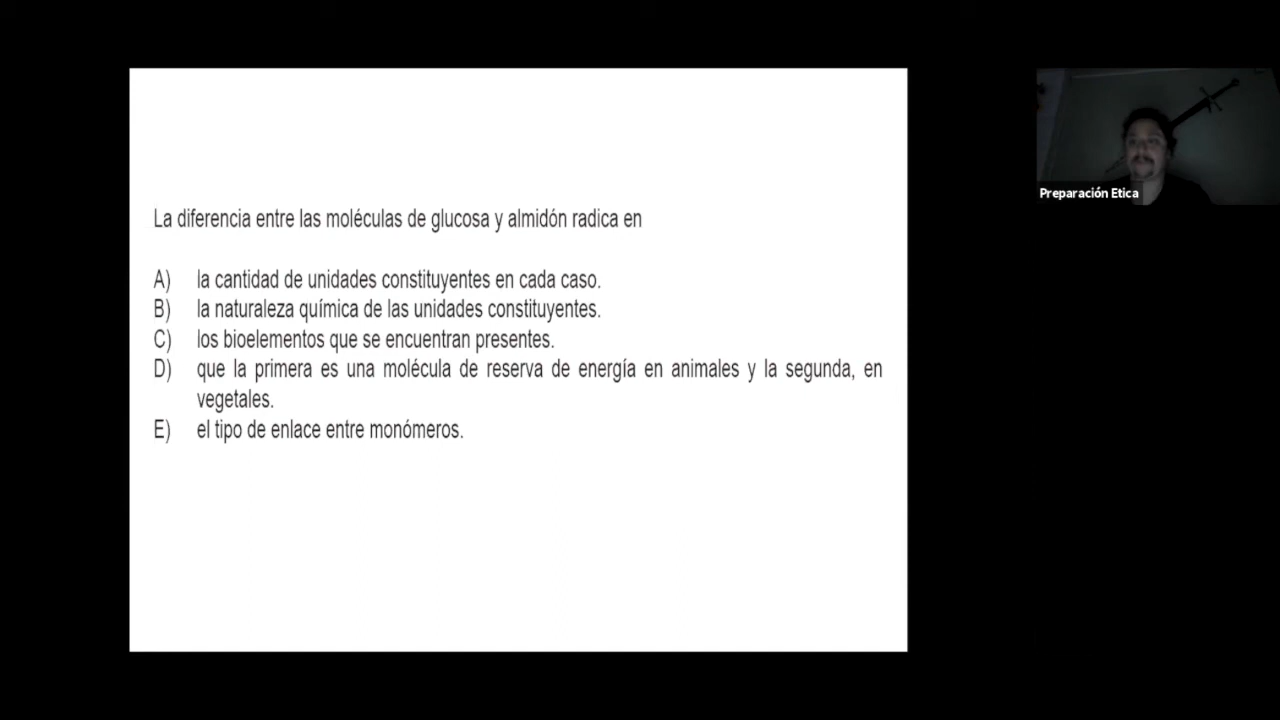 La diferencia entre las moléculas de glucosa y almidón radica en
A) la cantidad de unidades constituyentes en cada caso.
B) la naturaleza química de las unidades constituyentes.
C) los bioelementos que se encuentran presentes.
D) que la primera es una molécula de reserva de energía en animales y la segunda, en
vegetales.
E) el tipo de enlace entre monómeros.
Preparación Etica